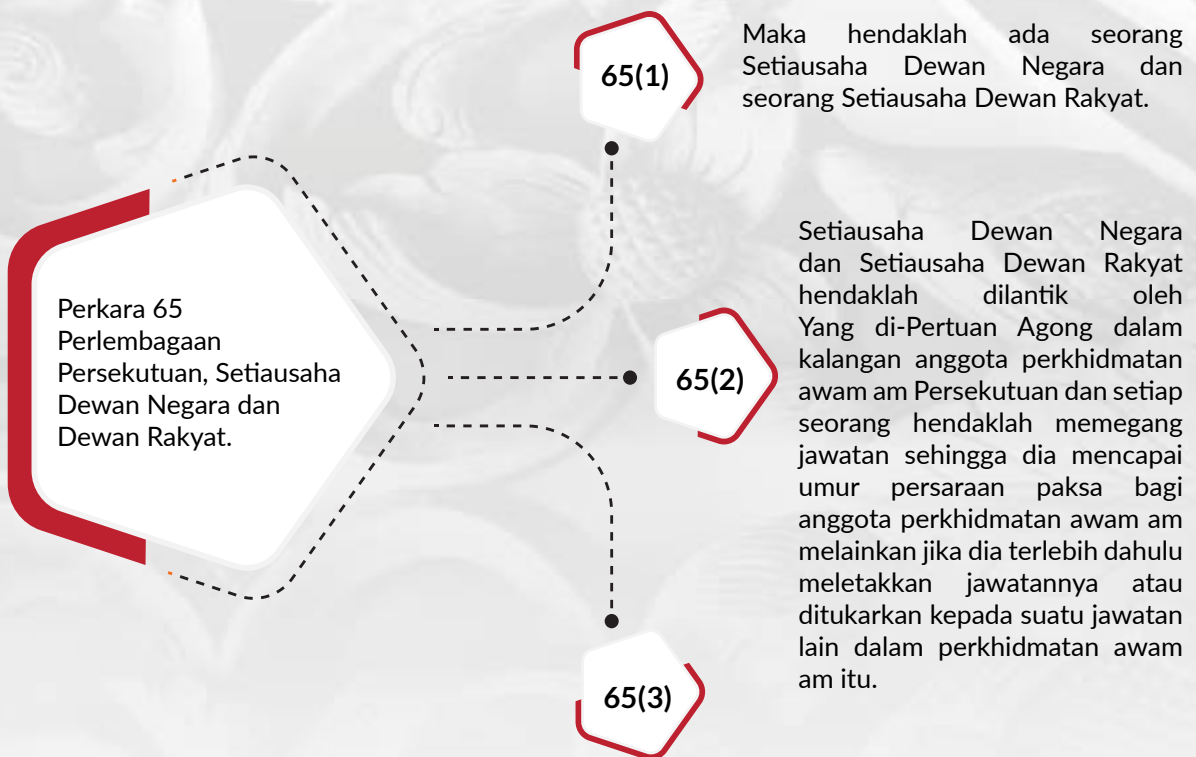 Perkara 65
Perlembagaan
Persekutuan, Setiausaha
Dewan Negara dan
Dewan Rakyat.
65(1)
Maka hendaklah ada seorang
Setiausaha Dewan Negara dan
seorang Setiausaha Dewan Rakyat.
65(2)
Setiausaha Dewan Negara
dan Setiausaha Dewan Rakyat
hendaklah dilantik oleh
Yang di-Pertuan Agong dalam
kalangan anggota perkhidmatan
awam am Persekutuan dan setiap
seorang hendaklah memegang
jawatan sehingga dia mencapai
umur persaraan paksa bagi
anggota perkhidmatan awam am
melainkan jika dia terlebih dahulu
meletakkan jawatannya atau
ditukarkan kepada suatu jawatan
lain dalam perkhidmatan awam
am itu.
65(3)